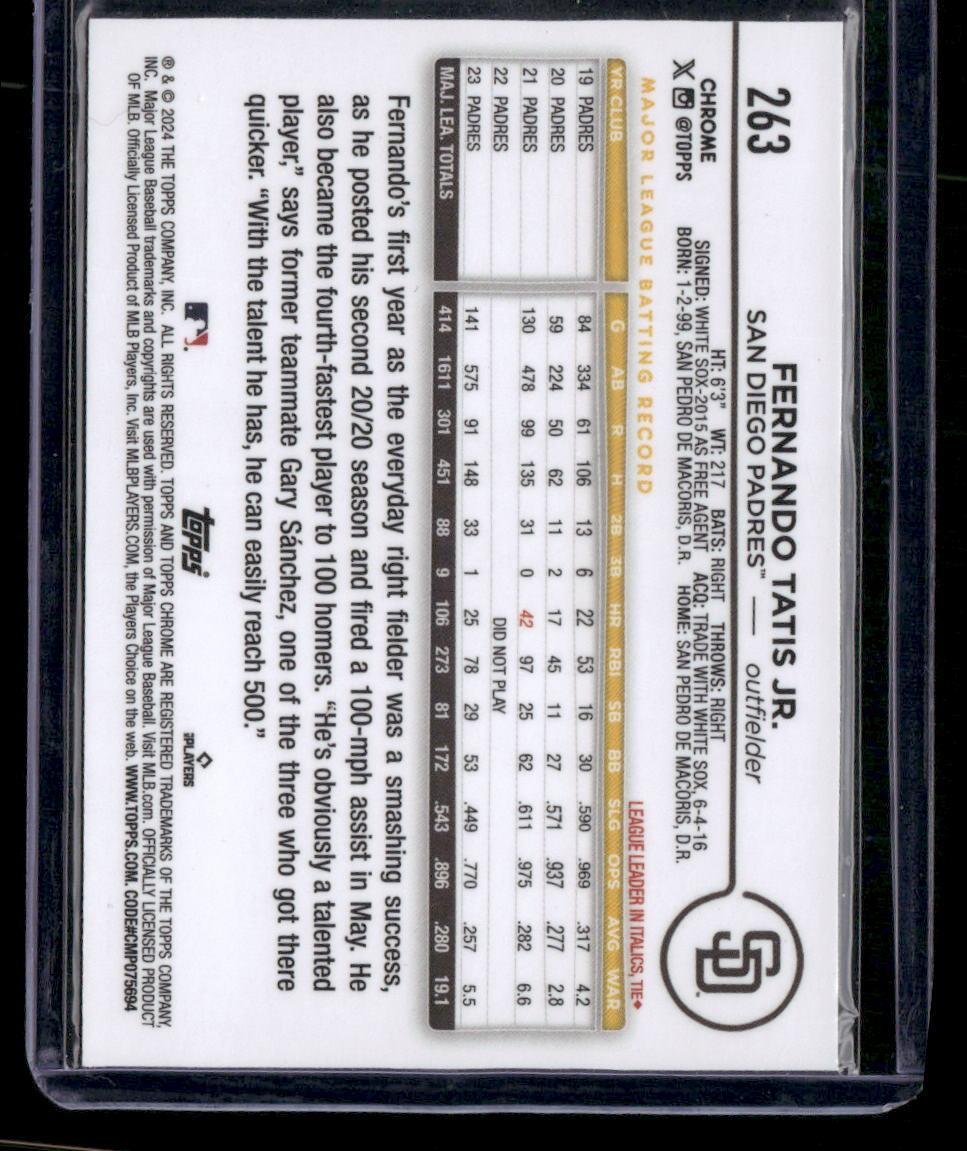 263
FERNANDO TATIS JR.
SAN DIEGO PADRES™ — outfielder
SD
CHROME
X @TOPPS
HT: 6'3" WT: 217 BATS: RIGHT THROWS: RIGHT
SIGNED: WHITE SOX-2015 AS FREE AGENT ACQ: TRADE WITH WHITE SOX, 6-4-16
BORN: 1-2-99, SAN PEDRO DE MACORIS, D.R. HOME: SAN PEDRO DE MACORIS, D.R.
MAJOR LEAGUE BATTING RECORD
LEAGUE LEADER IN ITALICS, TIE◆
YR CLUB G AB R H 2B 3B HR RBI SB BB SLG OPS AVG WAR
19 PADRES 84 334 61 106 13 6 22 53 16 30 .590 .969 .317 4.2
20 PADRES 59 224 50 62 11 2 17 45 11 27 .571 .937 .277 2.8
21 PADRES 130 478 99 135 31 0 42 97 25 62 .611 .975 .282 6.6
22 PADRES DID NOT PLAY
23 PADRES 141 575 91 148 33 1 25 78 29 53 .449 .770 .257 5.5
MAJ. LEA. TOTALS 414 1611 301 451 88 9 106 273 81 172 .543 .896 .280 19.1
Fernando's first year as the everyday right fielder was a smashing success,
as he posted his second 20/20 season and fired a 100-mph assist in May. He
also became the fourth-fastest player to 100 homers. "He's obviously a talented
player," says former teammate Gary Sánchez, one of the three who got there
quicker. "With the talent he has, he can easily reach 500."
topps
PLAYERS
® & © 2024 THE TOPPS COMPANY, INC. ALL RIGHTS RESERVED. TOPPS AND TOPPS CHROME ARE REGISTERED TRADEMARKS OF THE TOPPS COMPANY,
INC. Major League Baseball trademarks and copyrights are used with permission of Major League Baseball. Visit MLB.com. OFFICIALLY LICENSED PRODUCT
OF MLB. Officially Licensed Product of MLB Players, Inc. Visit MLBPLAYERS.COM, the Players Choice on the web. WWW.TOPPS.COM. CODE#CMP075694